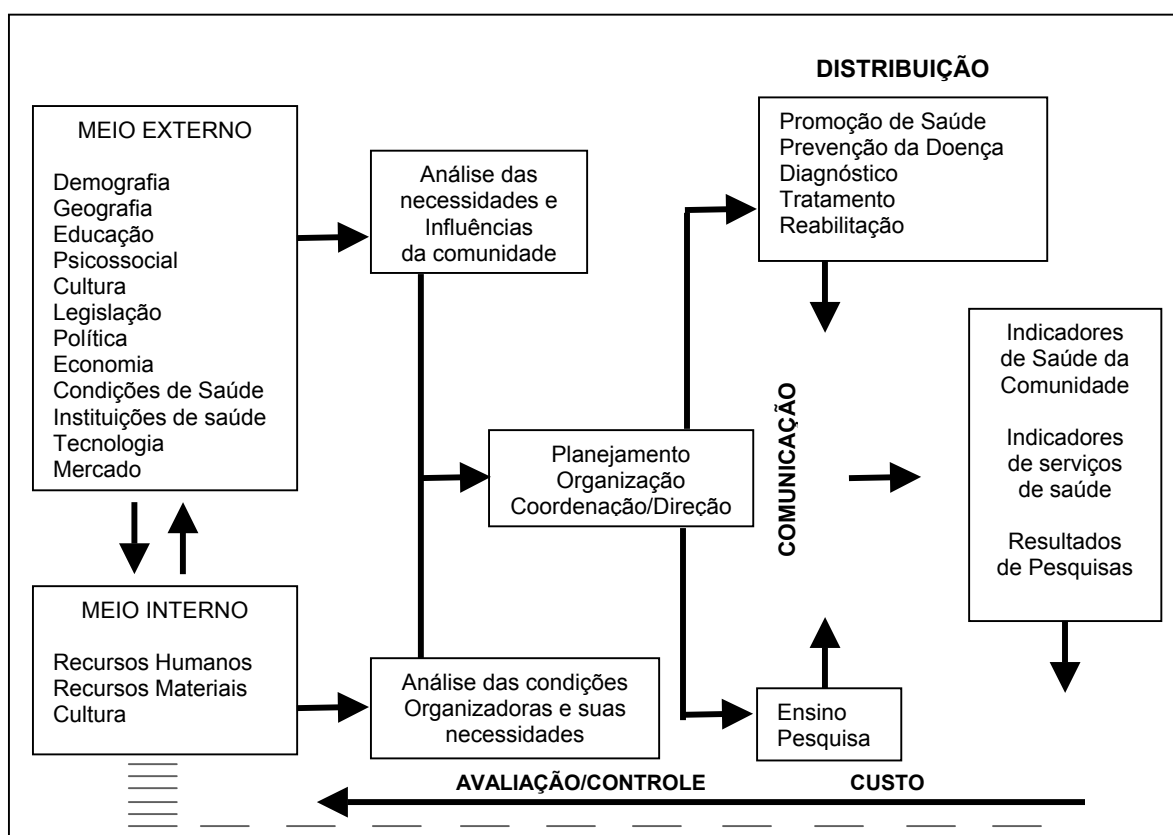 MEIO EXTERNO
Demografia
Geografia
Educação
Psicossocial
Cultura
Legislação
Política
Economia
Condições de Saúde
Instituições de saúde
Tecnologia
Mercado
MEIO INTERNO
Recursos Humanos
Recursos Materiais
Cultura
Análise das
necessidades e
Influências
da comunidade
Análise das condições
Organizadoras e suas
necessidades
Planejamento
Organização
Coordenação/Direção
DISTRIBUIÇÃO
Promoção de Saúde
Prevenção da Doença
Diagnóstico
Tratamento
Reabilitação
COMUNICAÇÃO
Ensino
Pesquisa
Indicadores
de Saúde da
Comunidade
Indicadores
de serviços
de saúde
Resultados
de Pesquisas
AVALIAÇÃO/CONTROLE
CUSTO